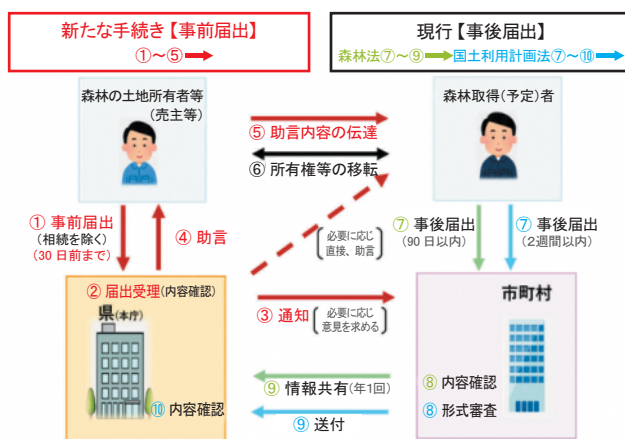 新たな手続き【事前届出】
①～⑤
現行【事後届出】
森林法⑦～⑨ 国土利用計画法⑦～⑩
森林の土地所有者等
(売主等)
森林取得(予定)者
⑤ 助言内容の伝達
⑥ 所有権等の移転
① 事前届出
(相続を除く)
(30日前まで)
④ 助言
必要に応じ
直接、助言
⑦ 事後届出
(90日以内)
⑦ 事後届出
(2週間以内)
② 届出受理(内容確認)
県(本庁)
⑩ 内容確認
③ 通知
必要に応じ
意見を求める
市町村
⑧ 内容確認
⑧ 形式審査
⑨ 情報共有(年1回)
⑨ 送付